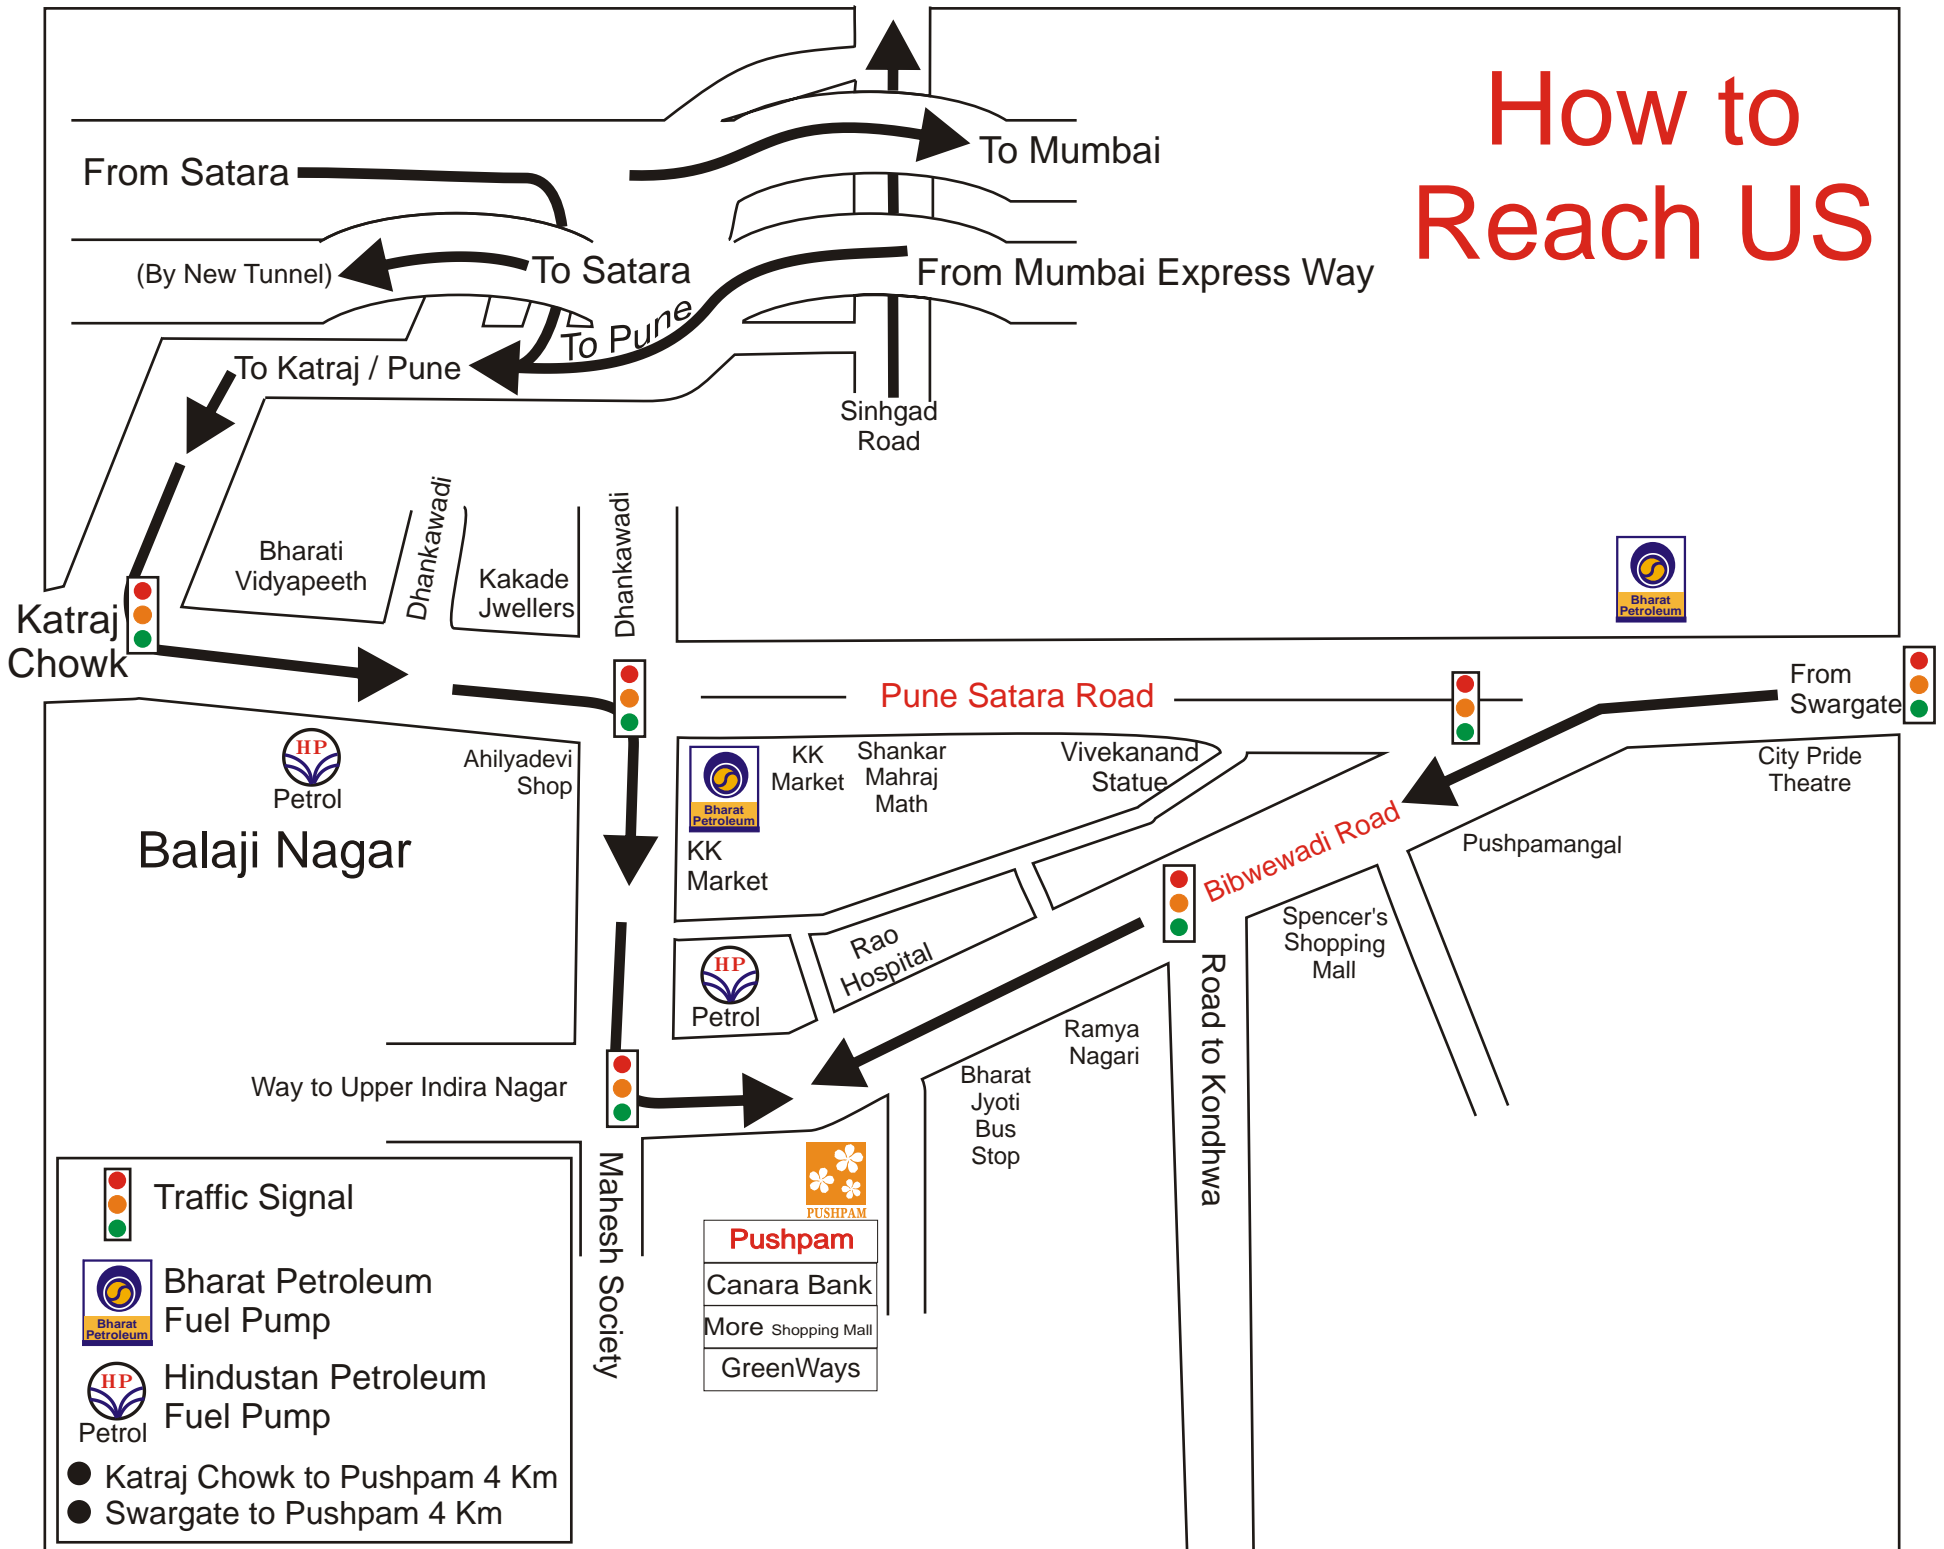 How to
Reach US
From Satara
To Mumbai
(By New Tunnel)
To Satara
From Mumbai Express Way
To Pune
To Katraj / Pune
Sinhgad
Road
Bharati
Vidyapeeth
Dhankawadi
Kakade
Jwellers
Dhankawadi
Bharat
Petroleum
Katraj
Chowk
Pune Satara Road
From
Swargate
HP
Petrol
Ahilyadevi
Shop
Bharat
Petroleum
KK
Market
Shankar
Mahraj
Math
Vivekanand
Statue
City Pride
Theatre
Balaji Nagar
KK
Market
Bibwewadi Road
Pushpamangal
Rao
Hospital
Spencer's
Shopping
Mall
HP
Petrol
Road to Kondhwa
Ramya
Nagari
Way to Upper Indira Nagar
Bharat
Jyoti
Bus
Stop
Mahesh Society
PUSHPAM
Pushpam
Canara Bank
More Shopping Mall
GreenWays
Traffic Signal
Bharat
Petroleum
Bharat Petroleum
Fuel Pump
HP
Petrol
Hindustan Petroleum
Fuel Pump
Katraj Chowk to Pushpam 4 Km
Swargate to Pushpam 4 Km